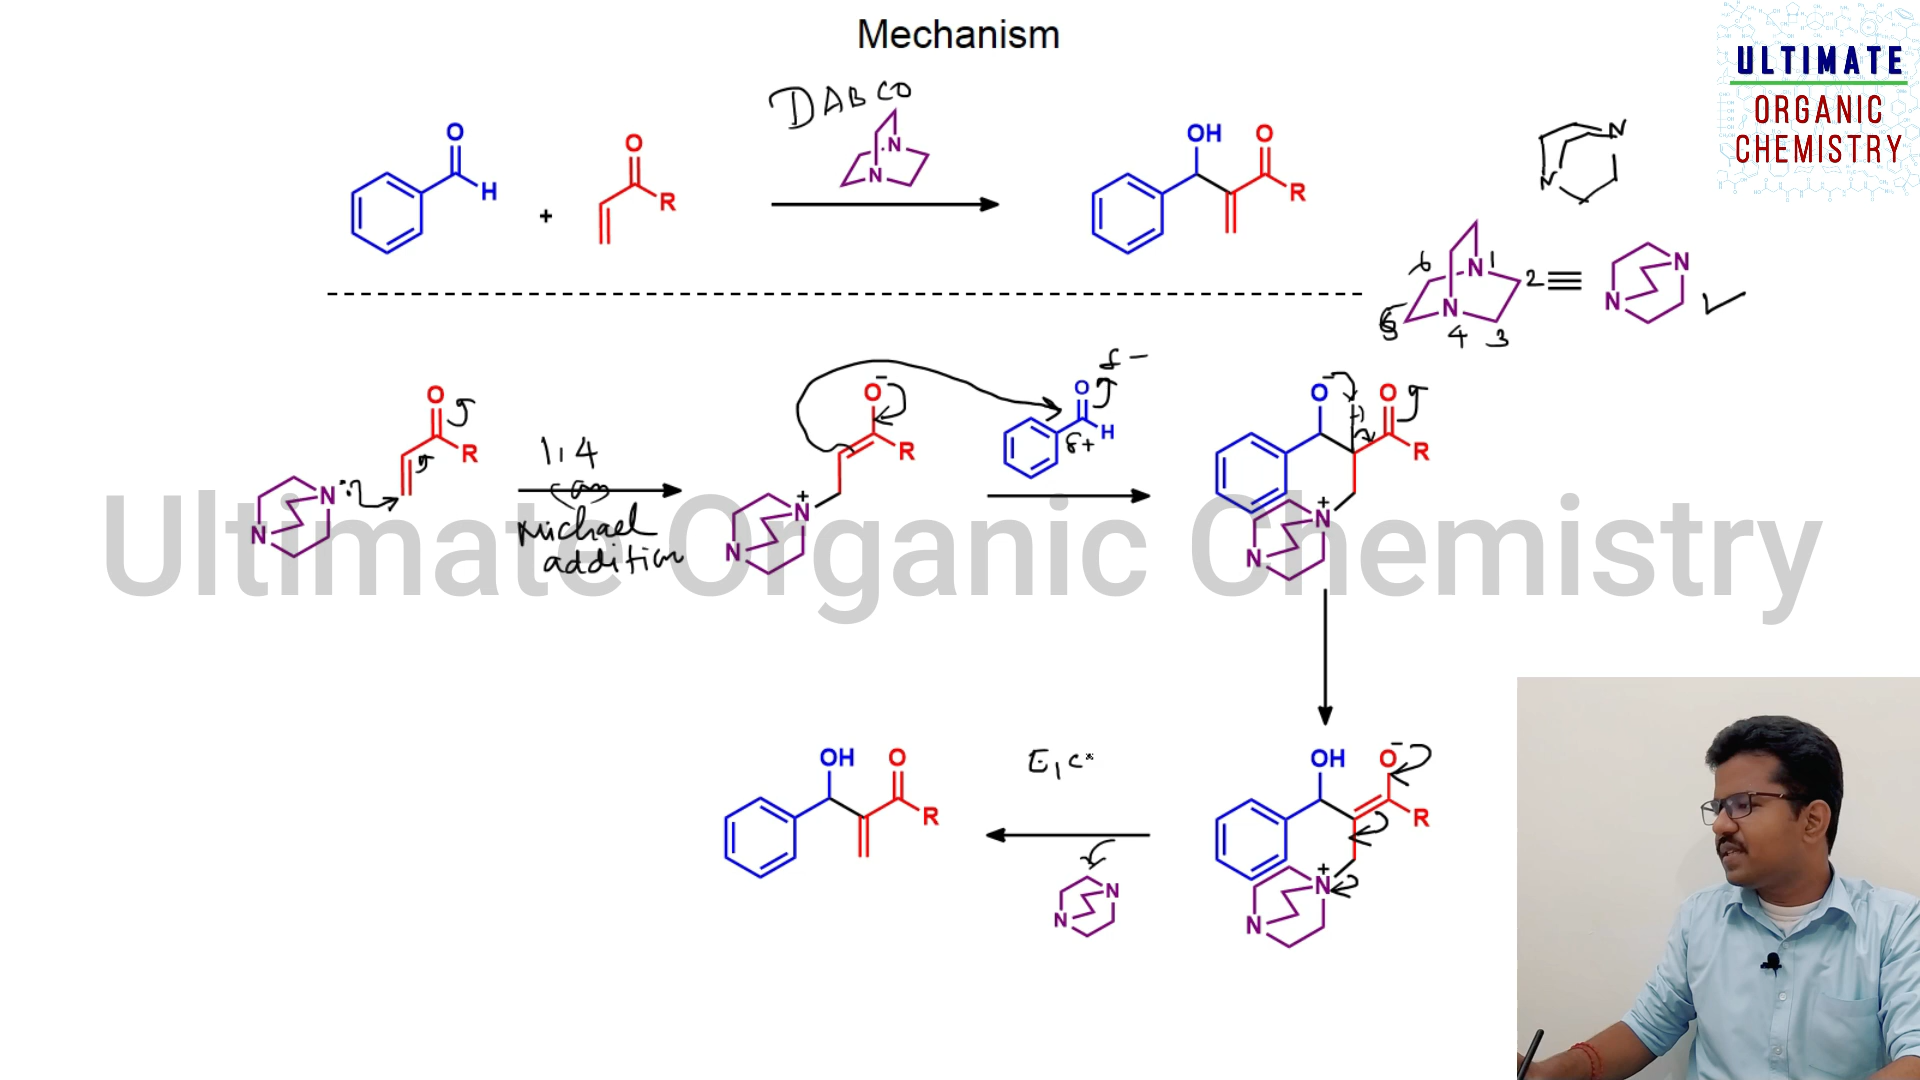 Mechanism
ULTIMATE
ORGANIC
CHEMISTRY
DABCO
O
H
+
O
R
N
N
OH
O
R
N
N
6
N
1
2
N
5
4
3
N
N
O
R
N
N
1,4
Michael
addition
O
−
R
N
+
N
O
δ −
H
δ+
O
−
O
R
H
N
+
N
Ultimate Organic Chemistry
OH
O
R
E1c
N
N
OH
O
−
R
N
+
N